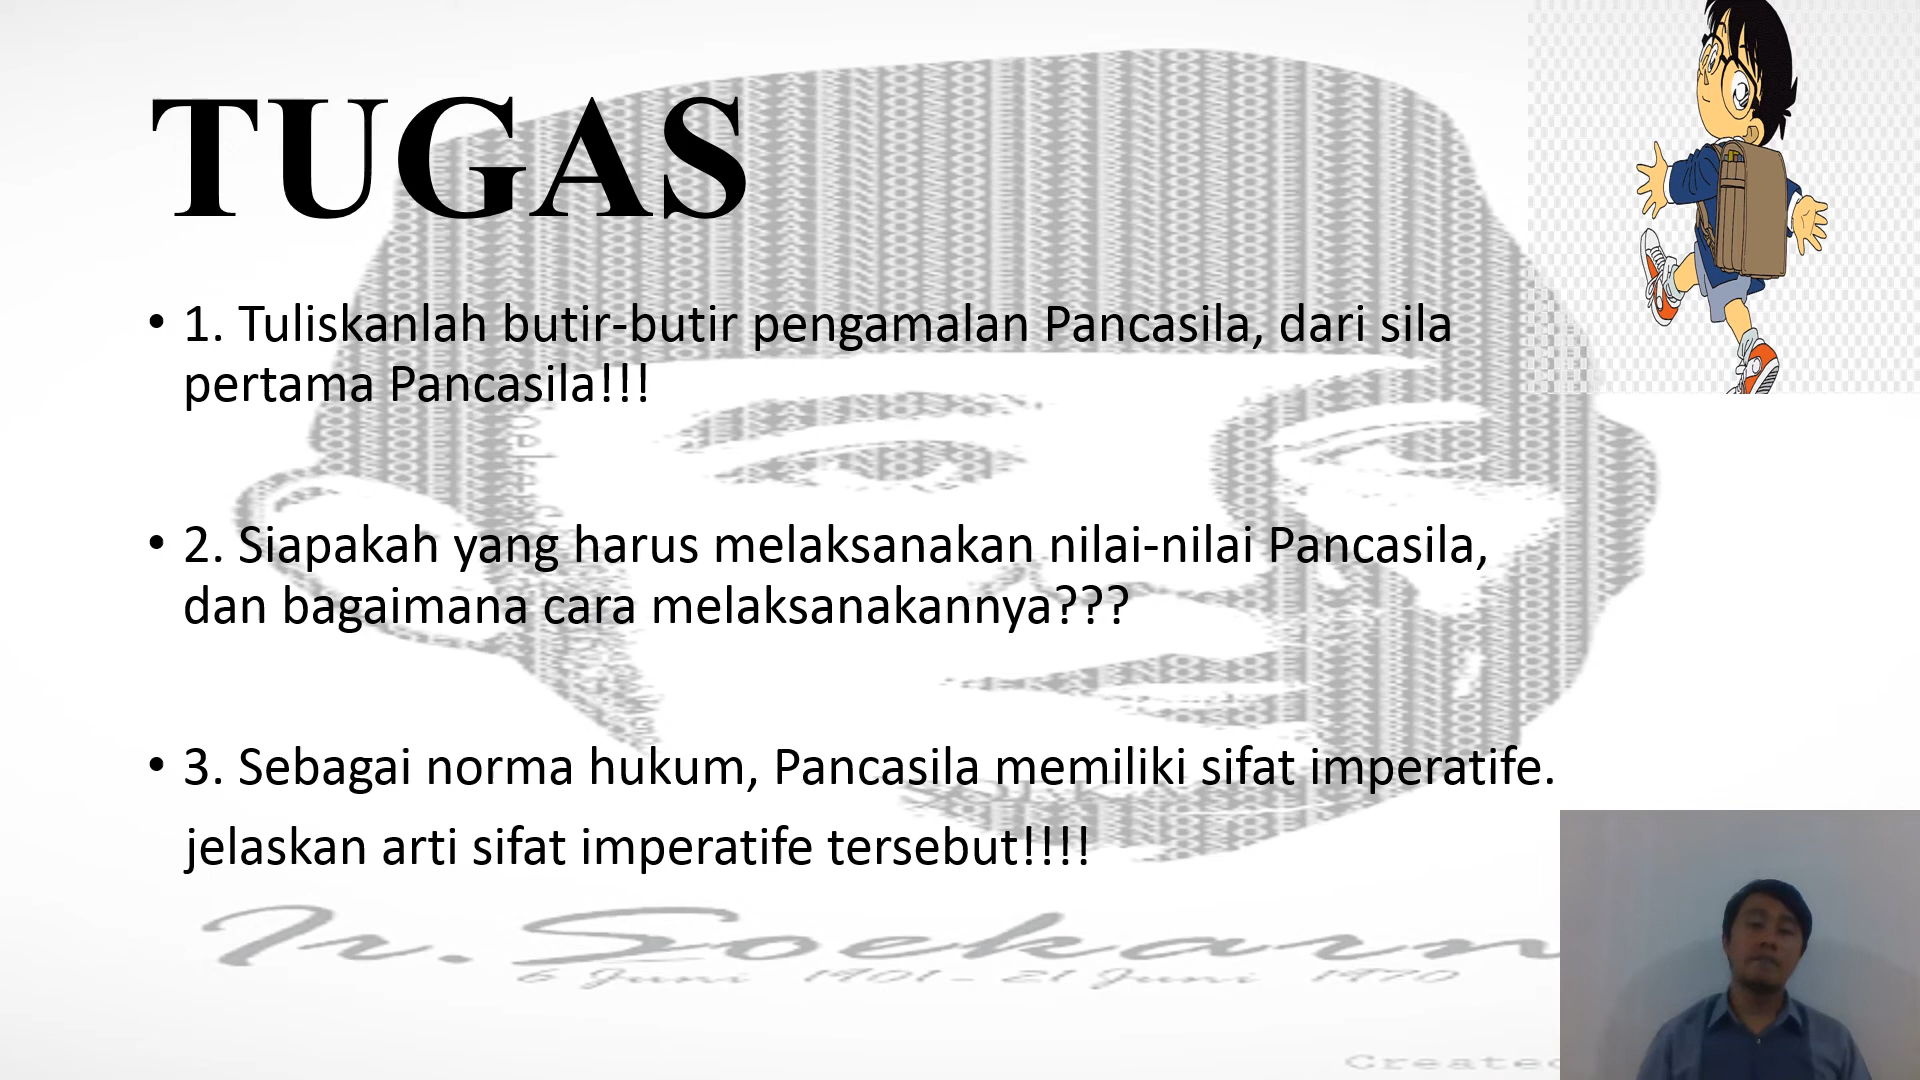 TUGAS
• 1. Tuliskanlah butir-butir pengamalan Pancasila, dari sila
pertama Pancasila!!!
• 2. Siapakah yang harus melaksanakan nilai-nilai Pancasila,
dan bagaimana cara melaksanakannya???
• 3. Sebagai norma hukum, Pancasila memiliki sifat imperatife.
jelaskan arti sifat imperatife tersebut!!!!
Ir. Soekarn
6 Juni 1901 - 21 Juni 1970
Created